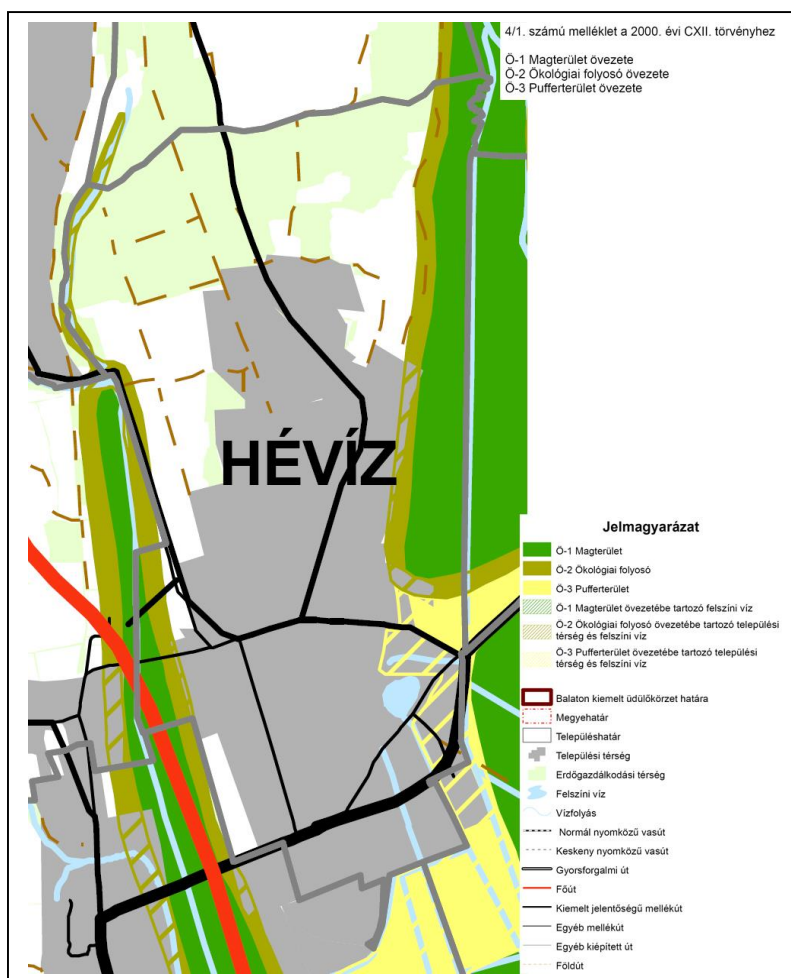 4/1. számú melléklet a 2000. évi CXII. törvényhez
Ö-1 Magterület övezete
Ö-2 Ökológiai folyosó övezete
Ö-3 Pufferterület övezete
HÉVÍZ
Jelmagyarázat
Ö-1 Magterület
Ö-2 Ökológiai folyosó
Ö-3 Pufferterület
Ö-1 Magterület övezetébe tartozó felszíni víz
Ö-2 Ökológiai folyosó övezetébe tartozó települési
térség és felszíni víz
Ö-3 Pufferterület övezetébe tartozó települési
térség és felszíni víz
Balaton kiemelt üdülőkörzet határa
Megyehatár
Településhatár
Települési térség
Erdőgazdálkodási térség
Felszíni víz
Vízfolyás
Normál nyomközű vasút
Keskeny nyomközű vasút
Gyorsforgalmi út
Főút
Kiemelt jelentőségű mellékút
Egyéb mellékút
Egyéb kiépített út
Földút